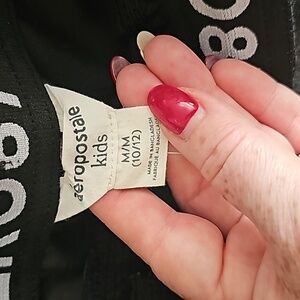 aéropostale
kids
M/M
(10/12)
MADE IN BANGLADESH
FABRIQUÉ AU BANGLADESH